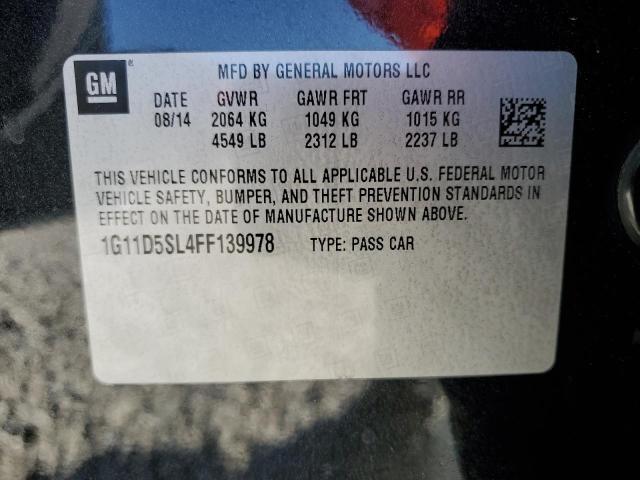 GM ®
MFD BY GENERAL MOTORS LLC
DATE GVWR GAWR FRT GAWR RR
08/14 2064 KG 1049 KG 1015 KG
4549 LB 2312 LB 2237 LB
THIS VEHICLE CONFORMS TO ALL APPLICABLE U.S. FEDERAL MOTOR
VEHICLE SAFETY, BUMPER, AND THEFT PREVENTION STANDARDS IN
EFFECT ON THE DATE OF MANUFACTURE SHOWN ABOVE.
1G11D5SL4FF139978 TYPE: PASS CAR